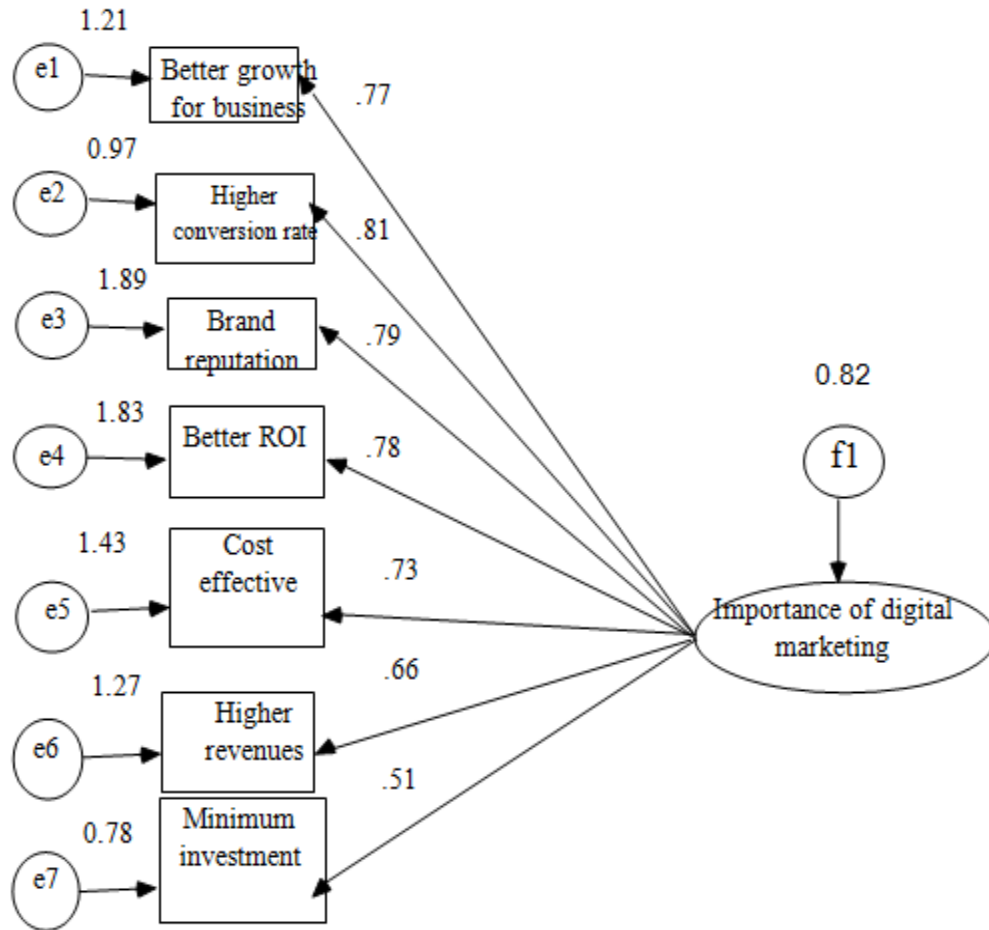 1.21
e1
Better growth
for business
.77
0.97
e2
Higher
conversion rate
.81
1.89
e3
Brand
reputation
.79
0.82
1.83
e4
Better ROI
.78
f1
1.43
e5
Cost
effective
.73
Importance of digital
marketing
1.27
e6
Higher
revenues
.66
0.78
e7
Minimum
investment
.51